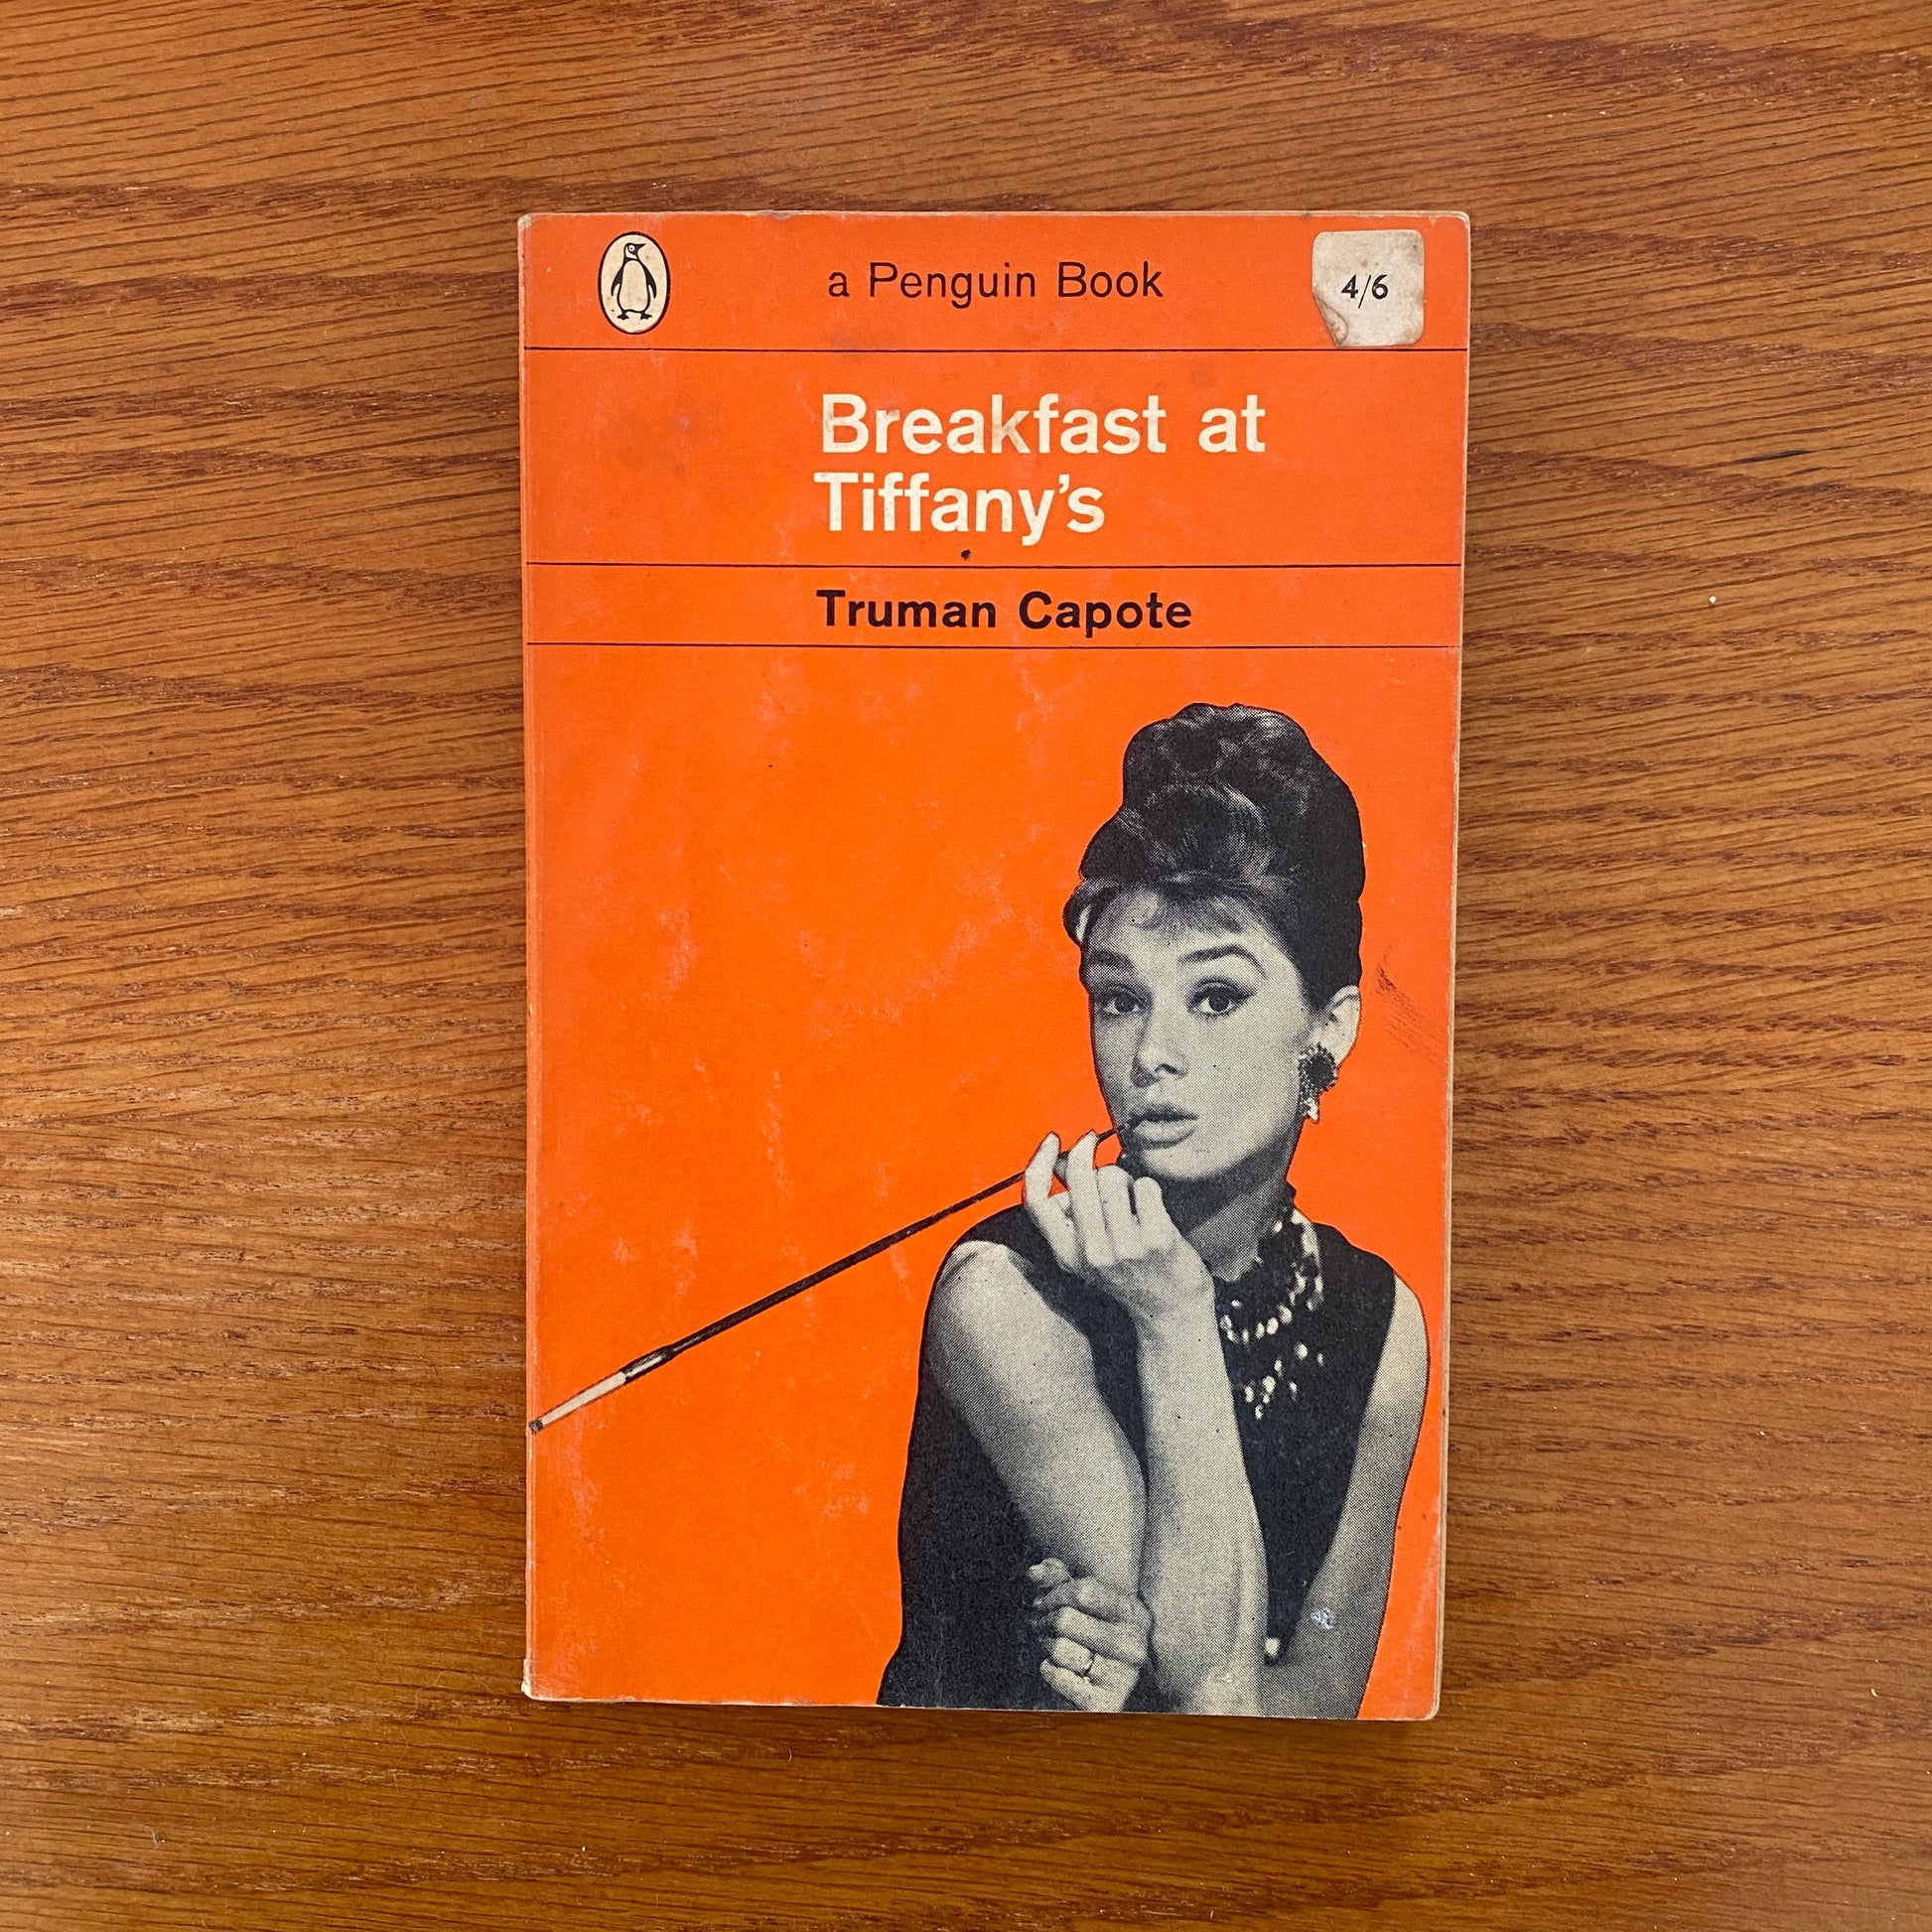 a Penguin Book
4/6
Breakfast at
Tiffany’s
Truman Capote